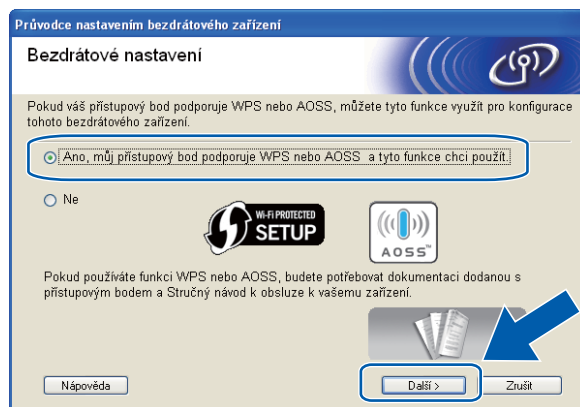 Průvodce nastavením bezdrátového zařízení
Bezdrátové nastavení
Pokud váš přístupový bod podporuje WPS nebo AOSS, můžete tyto funkce využít pro konfigurace
tohoto bezdrátového zařízení.
Ano, můj přístupový bod podporuje WPS nebo AOSS a tyto funkce chci použít.
Ne
WI-FI PROTECTED
SETUP
AOSS™
Pokud používáte funkci WPS nebo AOSS, budete potřebovat dokumentaci dodanou s
přístupovým bodem a Stručný návod k obsluze k vašemu zařízení.
Nápověda
Další >
Zrušit